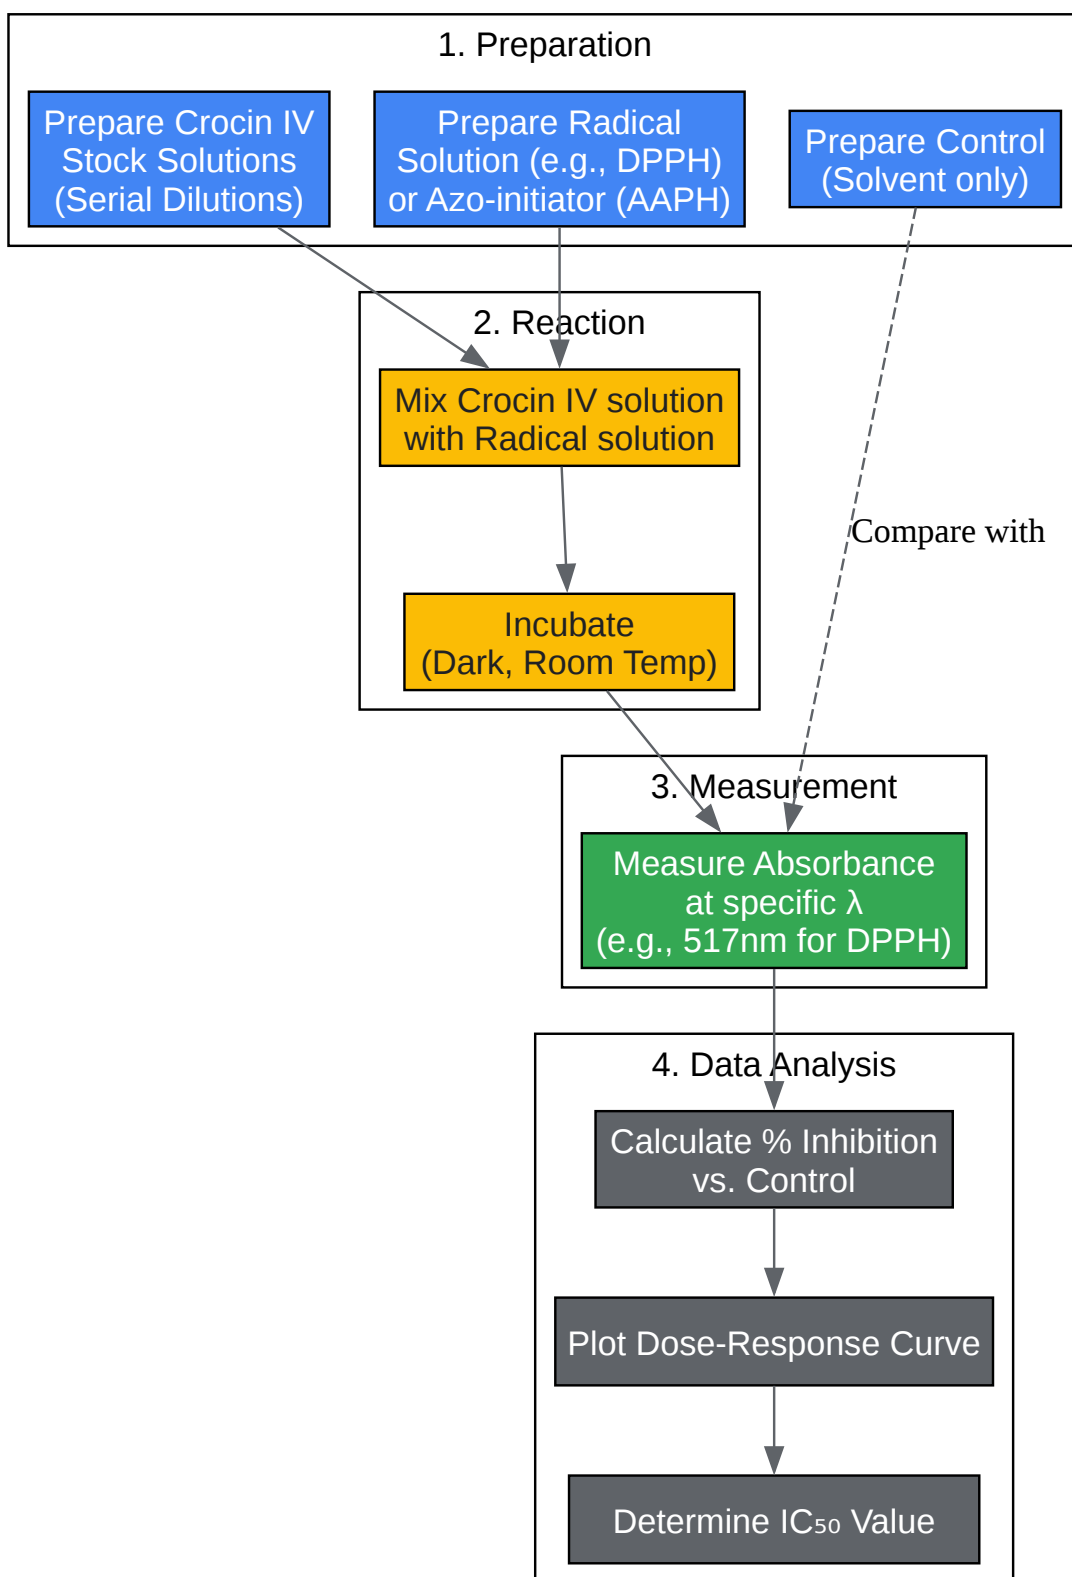 1. Preparation
Prepare Crocin IV
Stock Solutions
(Serial Dilutions)
Prepare Radical
Solution (e.g., DPPH)
or Azo-initiator (AAPH)
Prepare Control
(Solvent only)
2. Reaction
Mix Crocin IV solution
with Radical solution
Compare with
Incubate
(Dark, Room Temp)
3. Measurement
Measure Absorbance
at specific λ
(e.g., 517nm for DPPH)
4. Data Analysis
Calculate % Inhibition
vs. Control
Plot Dose-Response Curve
Determine IC₅₀ Value